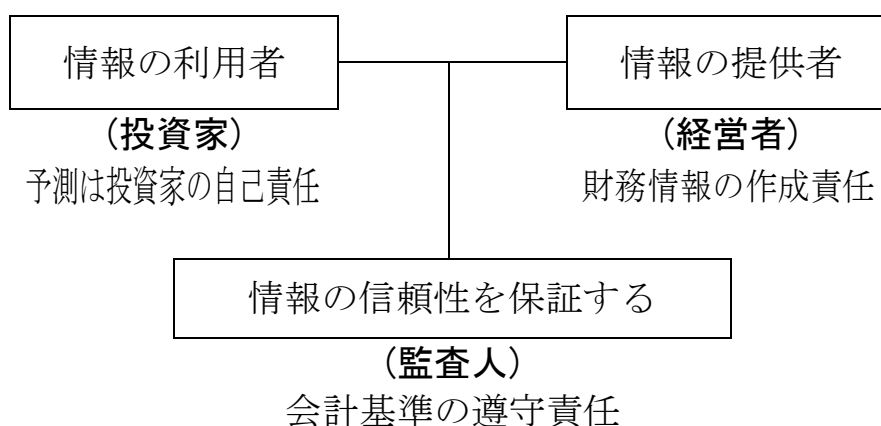 情報の利用者
(投資家)
予測は投資家の自己責任
情報の提供者
(経営者)
財務情報の作成責任
情報の信頼性を保証する
(監査人)
会計基準の遵守責任